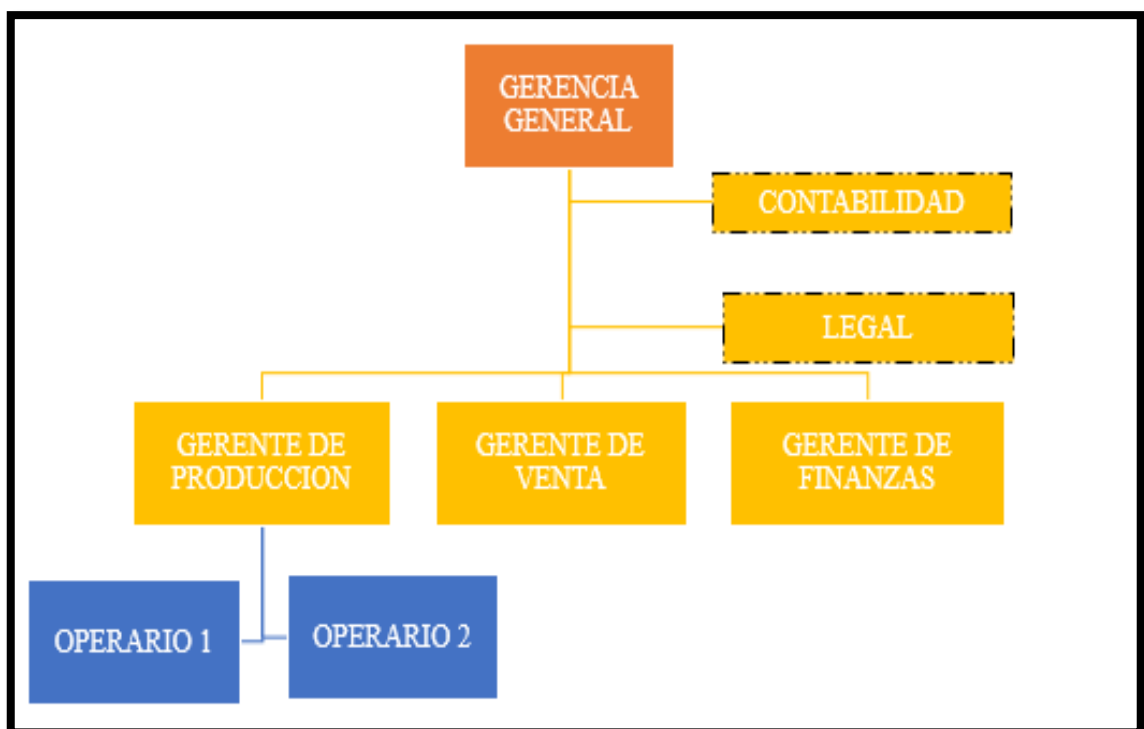 GERENCIA
GENERAL
CONTABILIDAD
LEGAL
GERENTE DE
PRODUCCION
GERENTE DE
VENTA
GERENTE DE
FINANZAS
OPERARIO 1
OPERARIO 2